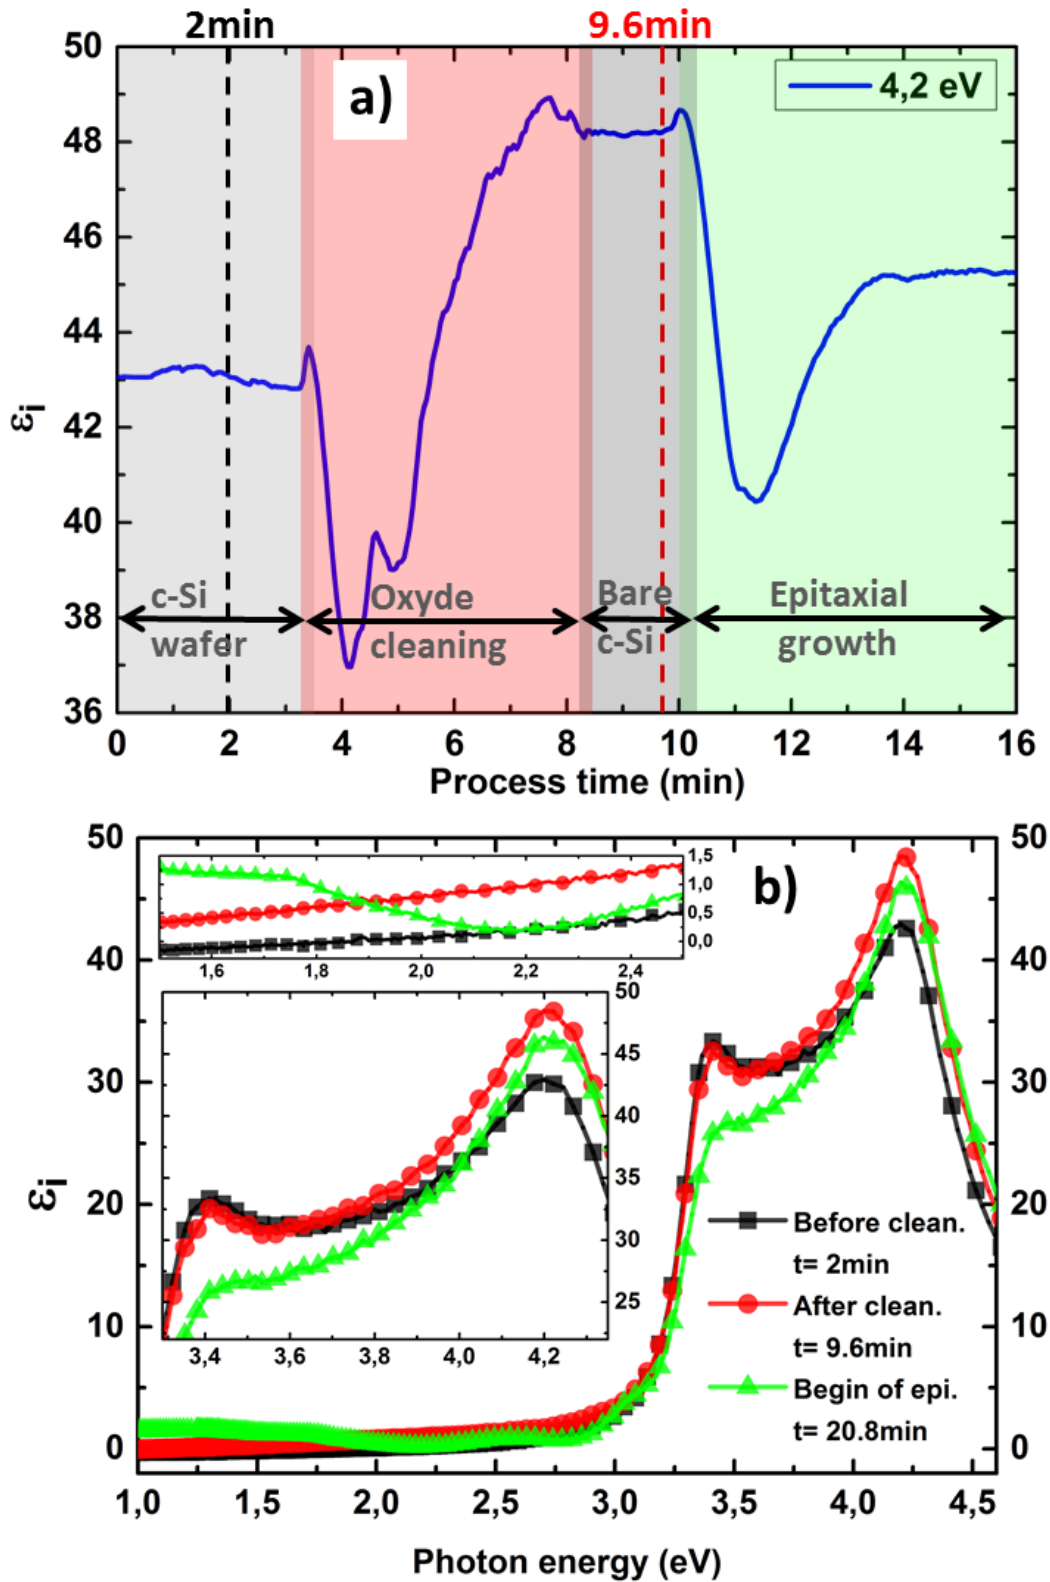 2min
9.6min
a)
4,2 eV
50
48
46
44
42
40
38
36
εi
c-Si
wafer
Oxyde
cleaning
Bare
c-Si
Epitaxial
growth
0 2 4 6 8 10 12 14 16
Process time (min)
b)
50
40
30
20
10
0
εi
50
40
30
20
10
0
1,5
1,0
0,5
0,0
1,6 1,8 2,0 2,2 2,4
50
45
40
35
30
25
3,4 3,6 3,8 4,0 4,2
Before clean.
t= 2min
After clean.
t= 9.6min
Begin of epi.
t= 20.8min
1,0 1,5 2,0 2,5 3,0 3,5 4,0 4,5
Photon energy (eV)